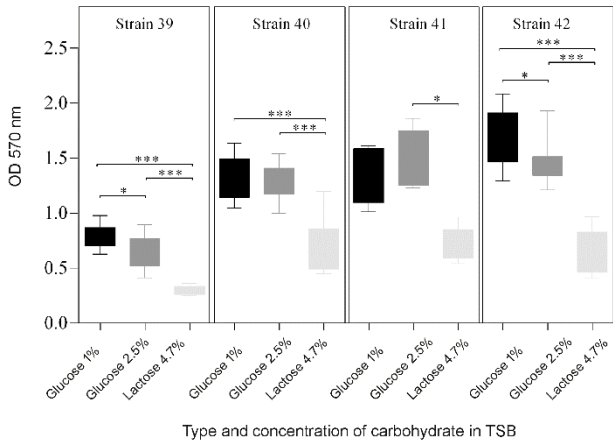 Strain 39
Strain 40
Strain 41
Strain 42
2.5
2.0
1.5
1.0
0.5
0.0
OD 570 nm
***
*
***
***
***
*
***
***
*
Glucose 1%
Glucose 2.5%
Lactose 4.7%
Glucose 1%
Glucose 2.5%
Lactose 4.7%
Glucose 1%
Glucose 2.5%
Lactose 4.7%
Glucose 1%
Glucose 2.5%
Lactose 4.7%
Type and concentration of carbohydrate in TSB